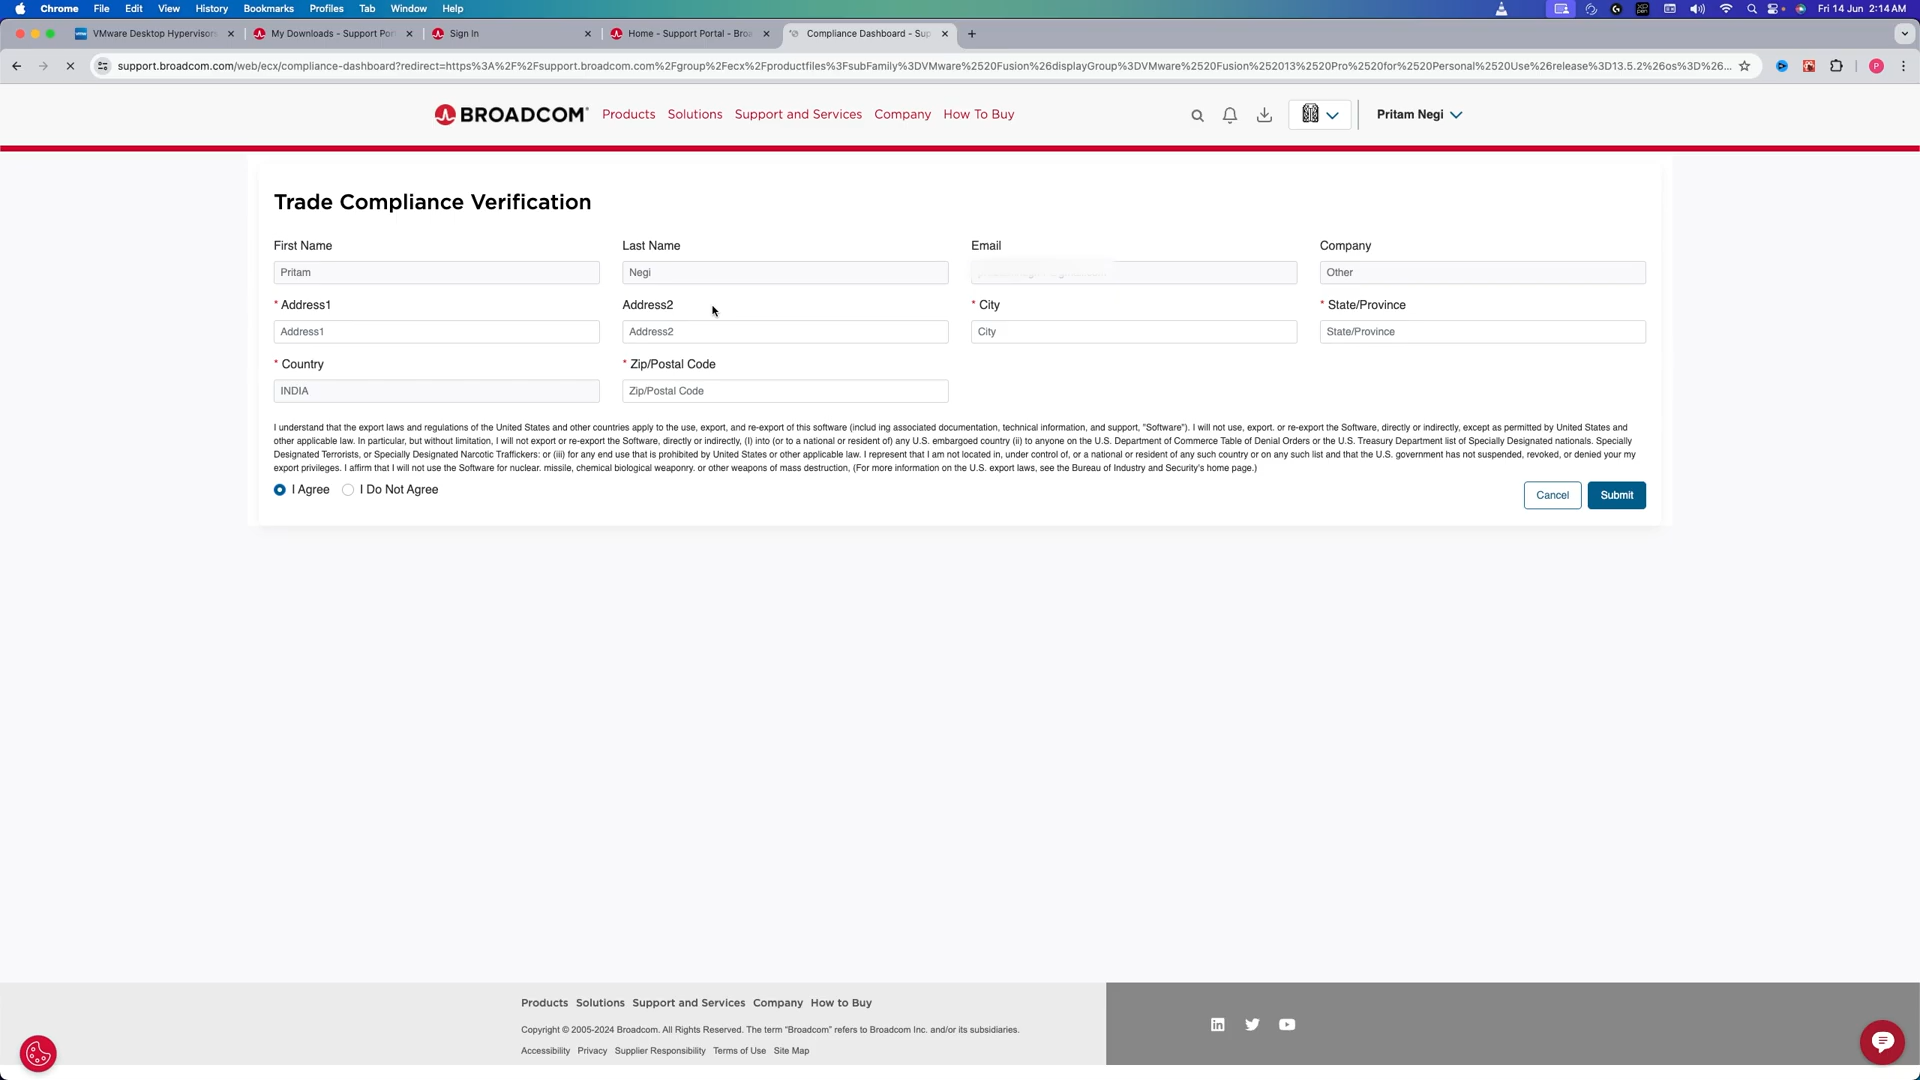 Chrome File Edit View History Bookmarks Profiles Tab Window Help Fri 14 Jun 2:14 AM
VMware Desktop Hypervisors My Downloads - Support Por Sign In Home - Support Portal - Broa Compliance Dashboard - Sup
support.broadcom.com/web/ecx/compliance-dashboard?redirect=https%3A%2F%2Fsupport.broadcom.com%2Fgroup%2Fecx%2Fproductfiles%3FsubFamily%3DVMware%2520Fusion%26displayGroup%3DVMware%2520Fusion%252013%2520Pro%2520for%2520Personal%2520Use%26release%3D13.5.2%26os%3D%26...
BROADCOM Products Solutions Support and Services Company How To Buy Pritam Negi
Trade Compliance Verification
First Name Last Name Email Company
Pritam Negi Other
* Address1 Address2 * City * State/Province
Address1 Address2 City State/Province
* Country * Zip/Postal Code
INDIA Zip/Postal Code
I understand that the export laws and regulations of the United States and other countries apply to the use, export, and re-export of this software (includ ing associated documentation, technical information, and support, "Software"). I will not use, export. or re-export the Software, directly or indirectly, except as permitted by United States and
other applicable law. In particular, but without limitation, I will not export or re-export the Software, directly or indirectly, (I) into (or to a national or resident of) any U.S. embargoed country (ii) to anyone on the U.S. Department of Commerce Table of Denial Orders or the U.S. Treasury Department list of Specially Designated nationals. Specially
Designated Terrorists, or Specially Designated Narcotic Traffickers: or (iii) for any end use that is prohibited by United States or other applicable law. I represent that I am not located in, under control of, or a national or resident of any such country or on any such list and that the U.S. government has not suspended, revoked, or denied your my
export privileges. I affirm that I will not use the Software for nuclear. missile, chemical biological weaponry. or other weapons of mass destruction, (For more information on the U.S. export laws, see the Bureau of Industry and Security's home page.)
I Agree I Do Not Agree Cancel Submit
Products Solutions Support and Services Company How to Buy
Copyright © 2005-2024 Broadcom. All Rights Reserved. The term "Broadcom" refers to Broadcom Inc. and/or its subsidiaries.
Accessibility Privacy Supplier Responsibility Terms of Use Site Map